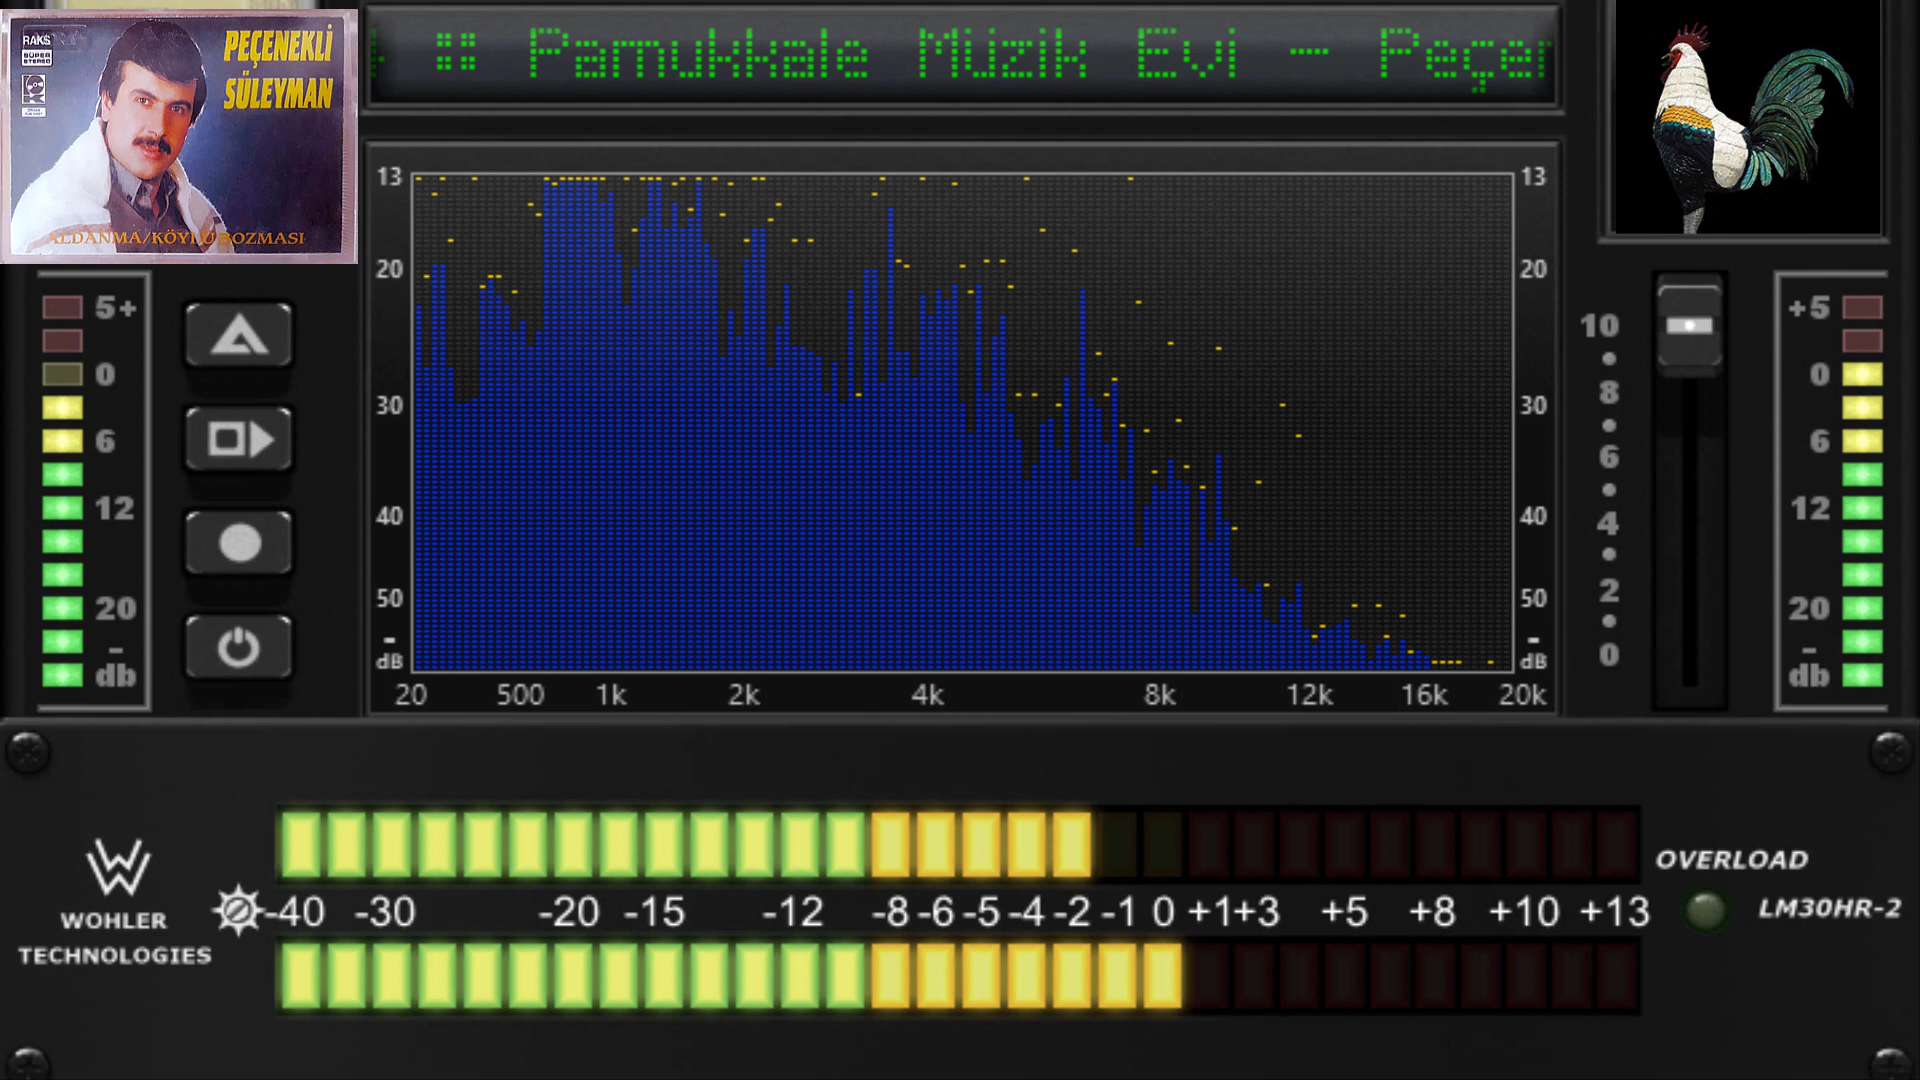 RAKS
SÜPER
STEREO
PEÇENEKLİ
SÜLEYMAN
ALDANMA/KÖYLÜ BOZMASI
:: Pamukkale Müzik Evi - Peçen
13 13
20 20
30 30
40 40
50 50
- -
dB dB
20 500 1k 2k 4k 8k 12k 16k 20k
5+
0
6
12
20
-
db
10
8
6
4
2
0
+5
0
6
12
20
-
db
WOHLER
TECHNOLOGIES
-40 -30 -20 -15 -12 -8 -6 -5 -4 -2 -1 0 +1 +3 +5 +8 +10 +13
OVERLOAD
LM30HR-2